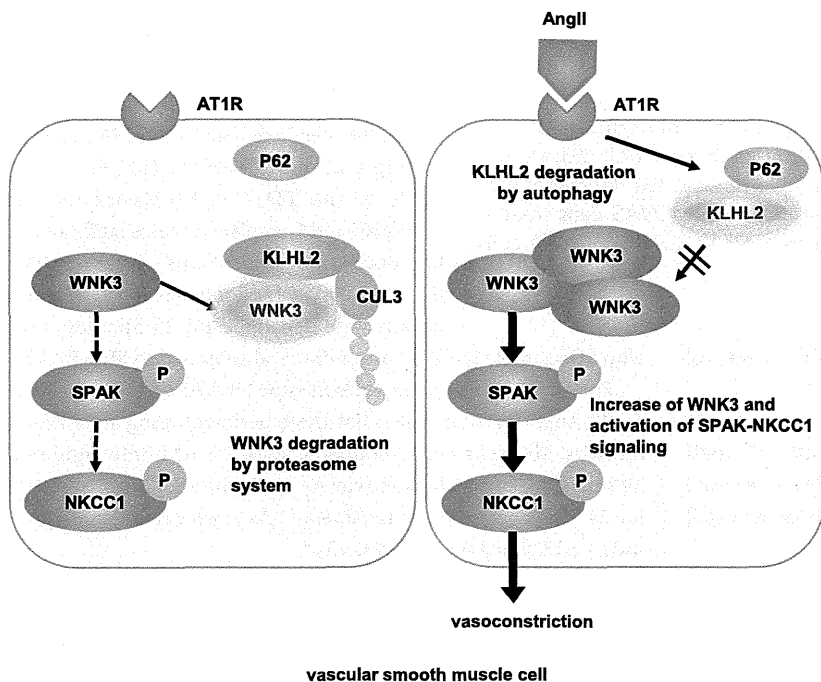 AT1R
P62
KLHL2
WNK3
WNK3
CUL3
SPAK
P
WNK3 degradation
by proteasome
system
NKCC1
P
AngII
AT1R
KLHL2 degradation
by autophagy
P62
KLHL2
WNK3
WNK3
WNK3
SPAK
P
Increase of WNK3 and
activation of SPAK-NKCC1
signaling
NKCC1
P
vasoconstriction
vascular smooth muscle cell